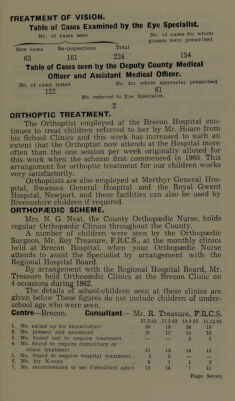 TREATMENT OF VISION.
Table of Cases Examined by the Eye Specialist.
No. of cases seen No. of cases for whom
glasses were prescribed
New cases Re-inspections Total
63 161 224 154
Table of Cases seen by the Deputy County Medical
Officer and Assistant Medical Officer.
No. of cases tested No. for whom spectacles prescribed
122 61
No. referred to Eye Specialist.
2
ORTHOPTIC TREATMENT.
The Orthoptist employed at the Brecon Hospital con-
tinues to treat children referred to her by Mr. Hoare from
his School Clinics and this work has increased to such an
extent that the Orthoptist now attends at the Hospital more
often than the one session per week originally alloted for
this work when the scheme first commenced in 1960. This
arrangement for orthoptic treatment for our children works
very satisfactorily.
Orthoptists are also employed at Merthyr General Hos-
pital, Swansea General Hospital and the Royal Gwent
Hospital, Newport, and these facilities can also be used by
Breconshire children if required.
ORTHOPÆDIC SCHEME.
Mrs. N. G. Neat, the County Orthopædic Nurse, holds
regular Orthopædic Clinics throughout the County.
A number of children were seen by the Orthopædic
Surgeon, Mr. Roy Treasure, F.R.C.S., at the monthly clinics
held at Brecon Hospital, when your Orthopædic Nurse
attends to assist the Specialist by arrangement with the
Regional Hospital Board.
By arrangement with the Regional Hospital Board, Mr.
Treasure held Orthopædic Clinics at the Brecon Clinic on
4 occasions during 1962.
The details of school-children seen at these clinics are
given below These figures do not include children of under-
school age who were seen.
Centre—Brecon. Consultant— Mr. R. Treasure, F.R.C.S.
1. No. called up for examination
2. No. present and examined
3. No. found not to require treatment
4. No. found to require domiciliary or
clinic treatment
5. No. found to require hospital treatment
6. No. for X-rays
7. No. recommended to see Consultant again
Page Seven